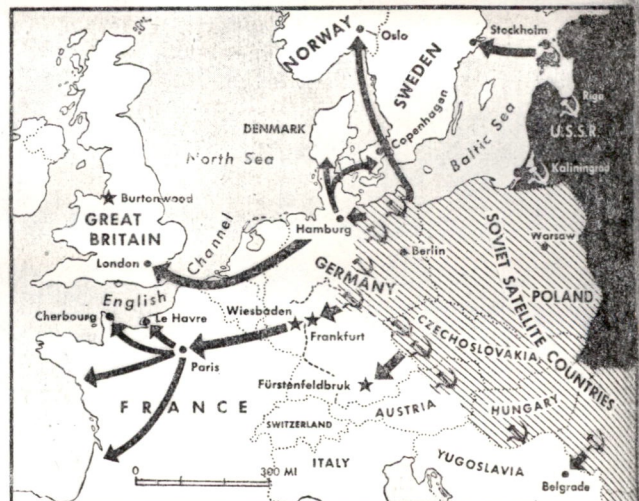 NORWAY
Oslo
Stockholm
SWEDEN
Riga
U.S.S.R.
DENMARK
Copenhagen
Baltic Sea
North Sea
Kaliningrad
Burtonwood
GREAT
BRITAIN
Hamburg
Channel
Berlin
Warsaw
London
GERMANY
SOVIET SATELLITE COUNTRIES
POLAND
English
Cherbourg
Le Havre
Wiesbaden
Frankfurt
CZECHOSLOVAKIA
Paris
Fürstenfeldbruk
FRANCE
AUSTRIA
HUNGARY
SWITZERLAND
ITALY
YUGOSLAVIA
0
300 MI
Belgrade